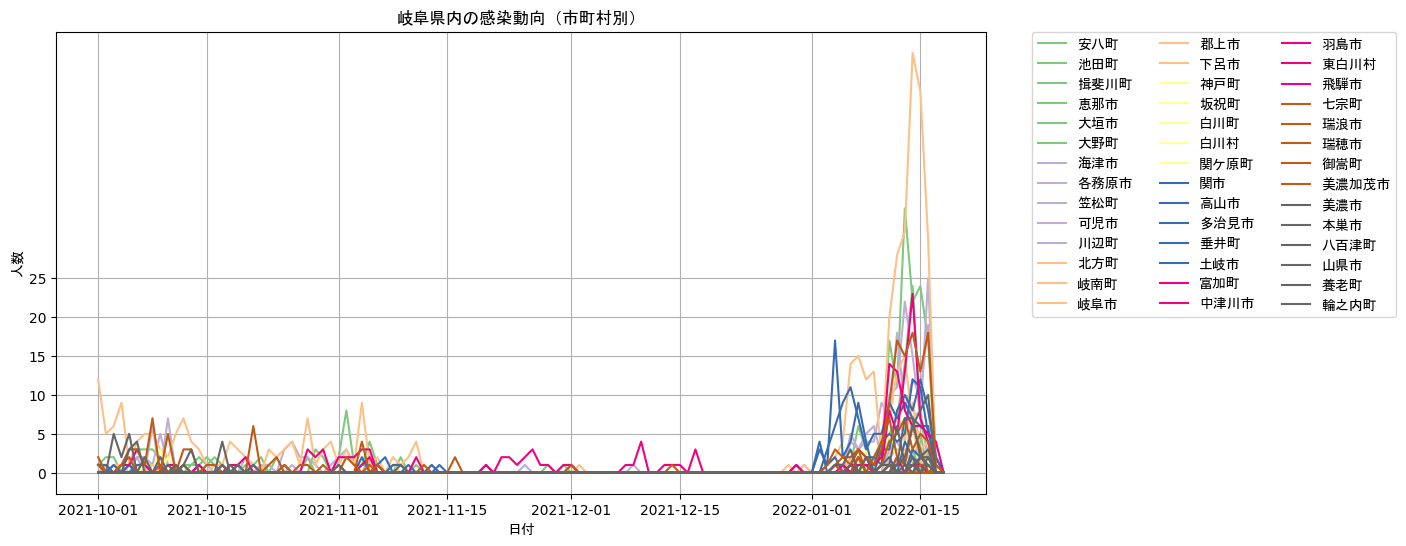 岐阜県内の感染動向（市町村別）
人数
25
20
15
10
5
0
2021-10-01 2021-10-15 2021-11-01 2021-11-15 2021-12-01 2021-12-15 2022-01-01 2022-01-15
日付
安八町
池田町
揖斐川町
恵那市
大垣市
大野町
海津市
各務原市
笠松町
可児市
川辺町
北方町
岐南町
岐阜市
郡上市
下呂市
神戸町
坂祝町
白川町
白川村
関ケ原町
関市
高山市
多治見市
垂井町
土岐市
富加町
中津川市
羽島市
東白川村
飛騨市
七宗町
瑞浪市
瑞穂市
御嵩町
美濃加茂市
美濃市
本巣市
八百津町
山県市
養老町
輪之内町